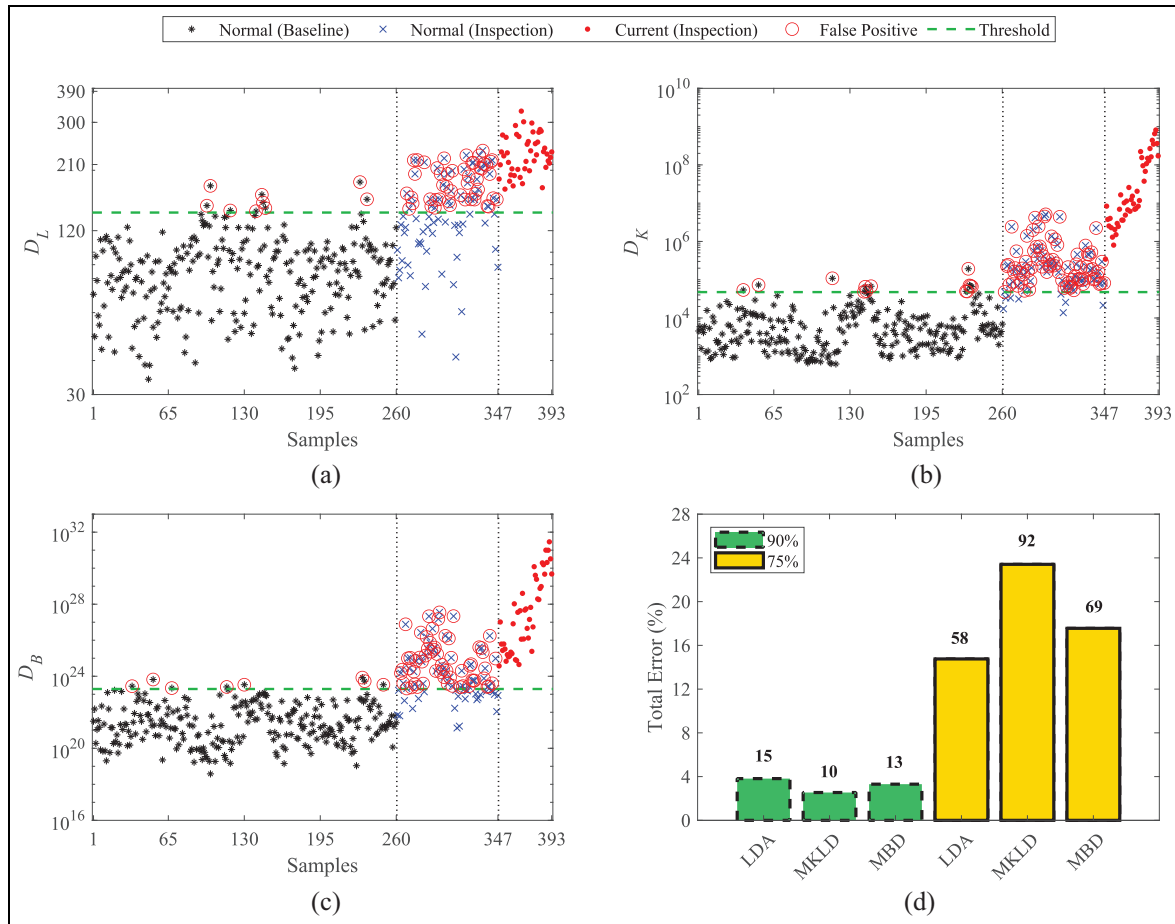 Normal (Baseline) Normal (Inspection) Current (Inspection) False Positive Threshold
390
300
210
120
30
D_L
1 65 130 195 260 347 393
Samples
(a)
10^10
10^8
10^6
10^4
10^2
D_K
1 65 130 195 260 347 393
Samples
(b)
10^32
10^28
10^24
10^20
10^16
D_B
1 65 130 195 260 347 393
Samples
(c)
28
24
20
16
12
8
4
0
Total Error (%)
90%
75%
15 10 13 58 92 69
LDA MKLD MBD LDA MKLD MBD
(d)